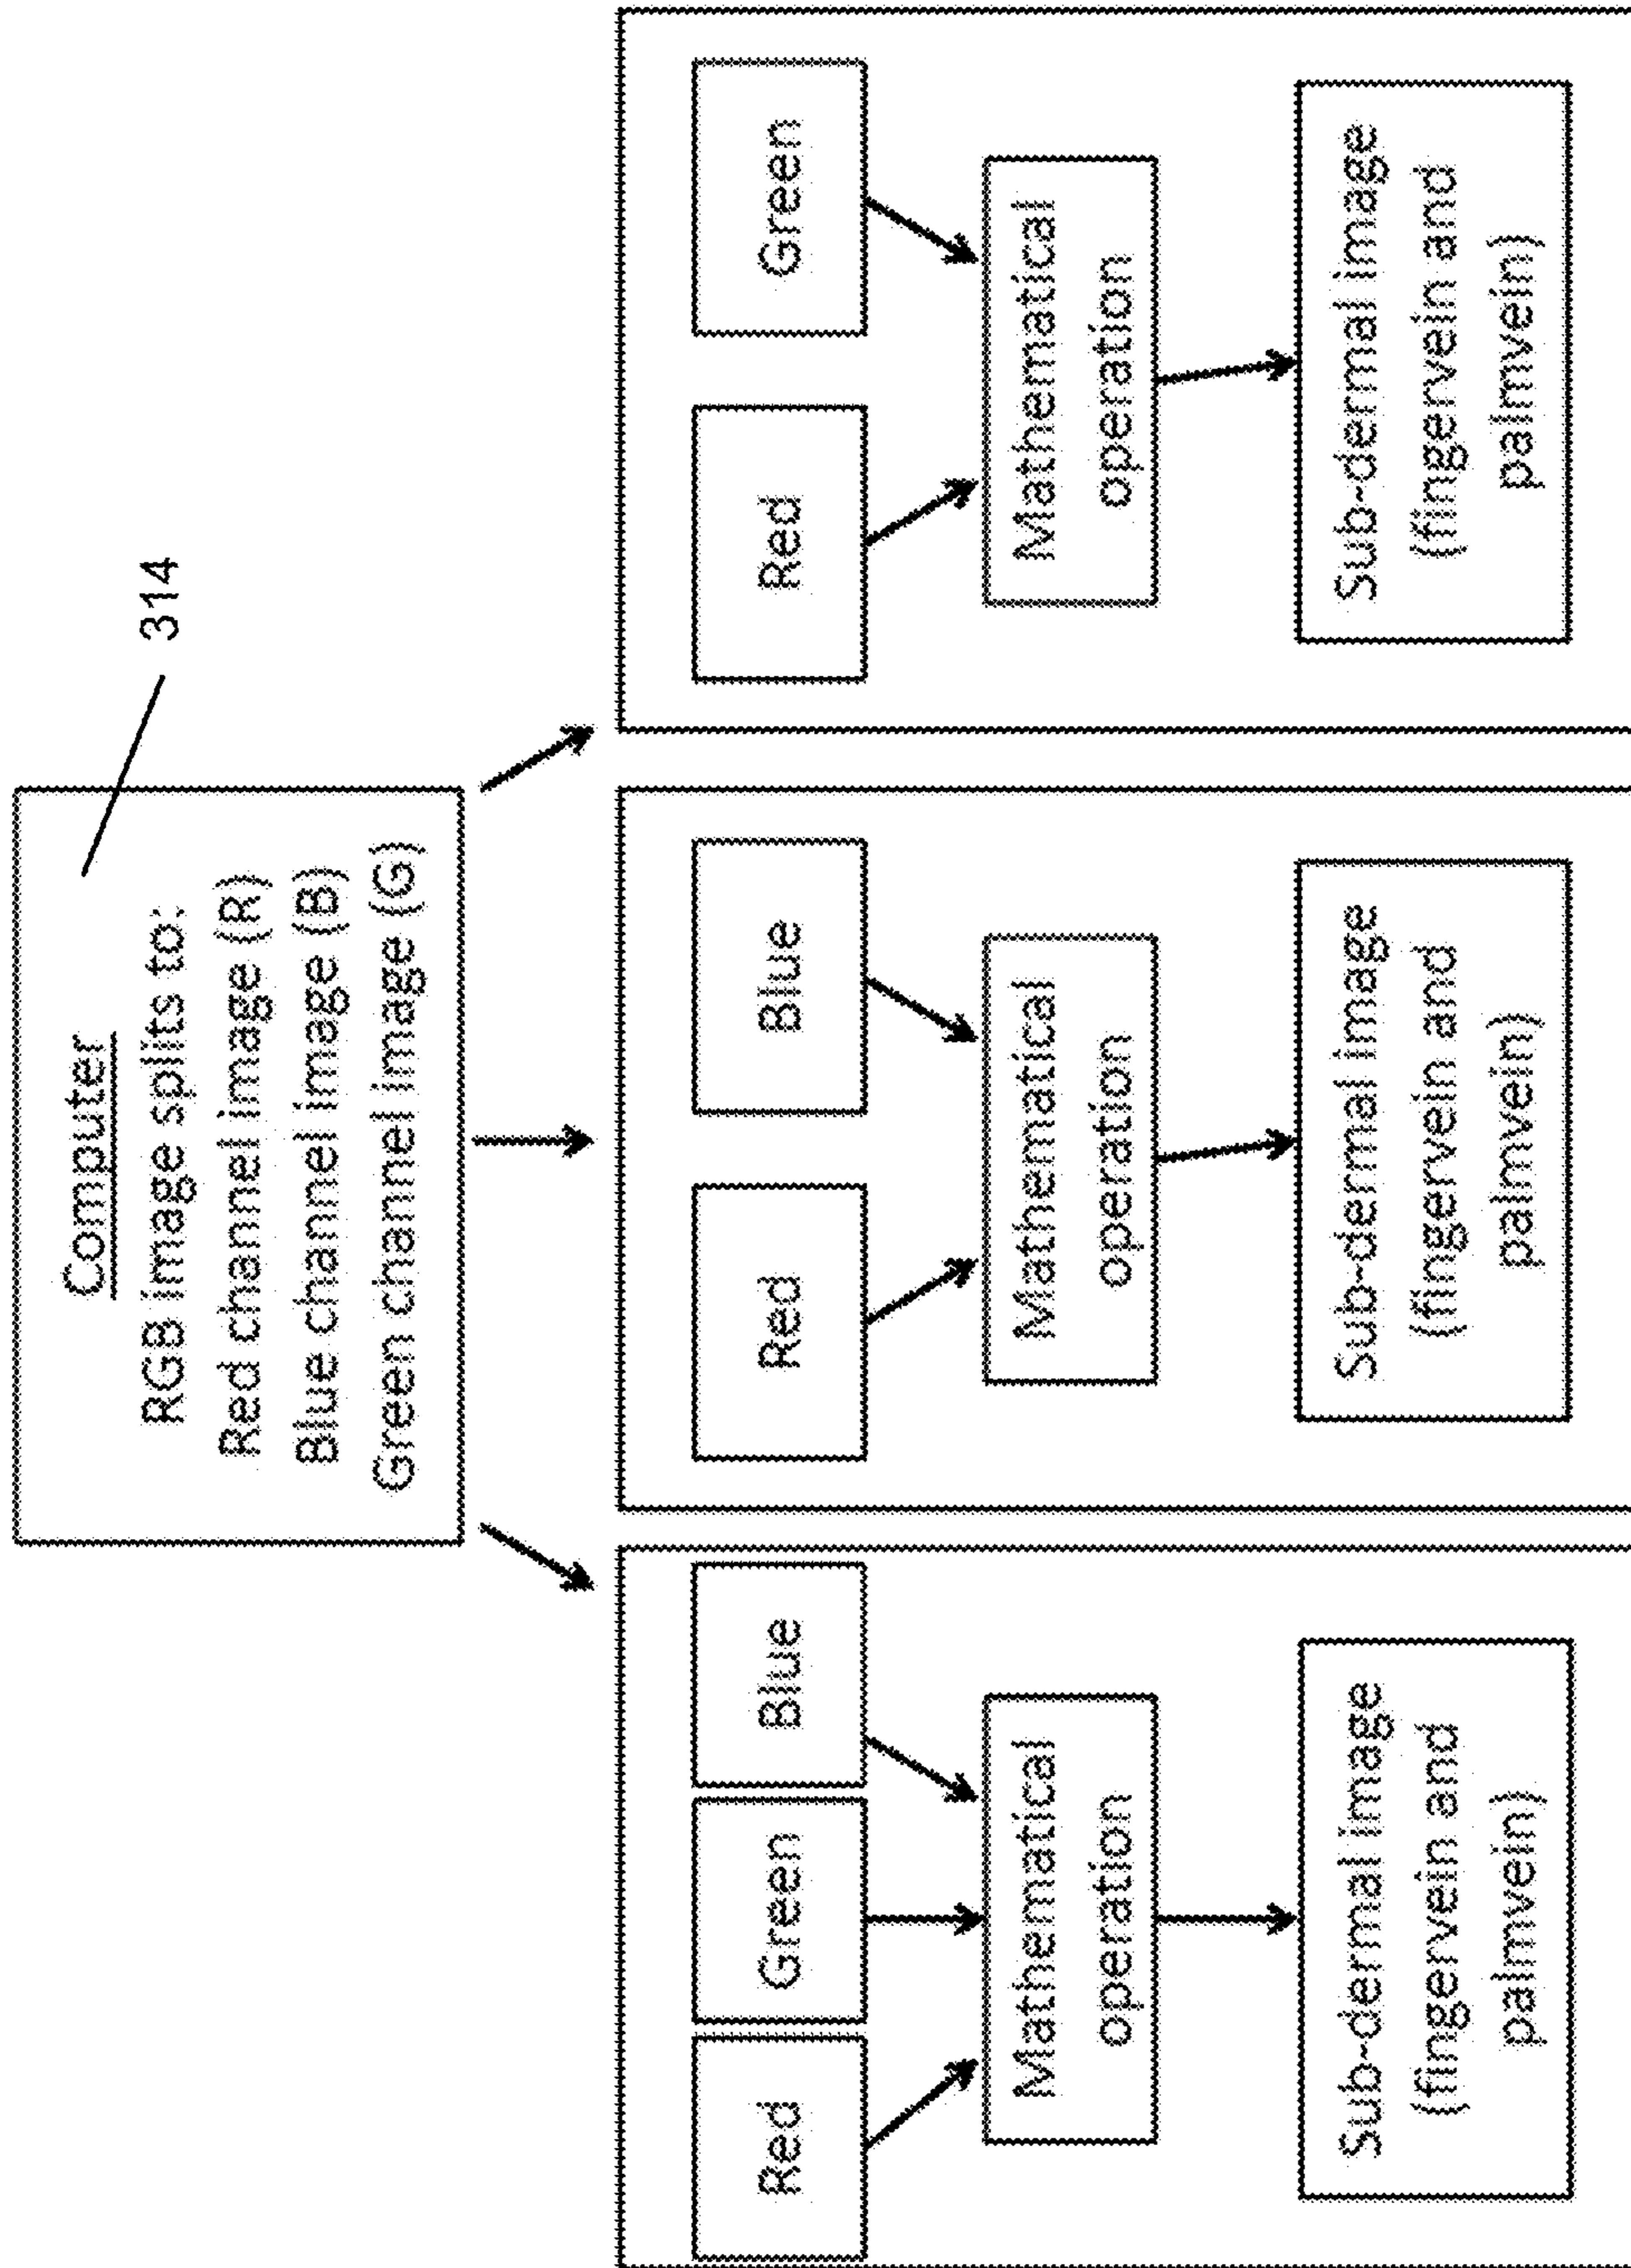 314
Computer
RGB image splits to:
Red channel image (R)
Blue channel image (B)
Green channel image (G)
Red
Green
Blue
Mathematical
operation
Sub-dermal image
(fingervein and
palmvein)
Red
Blue
Mathematical
operation
Sub-dermal image
(fingervein and
palmvein)
Red
Green
Mathematical
operation
Sub-dermal image
(fingervein and
palmvein)